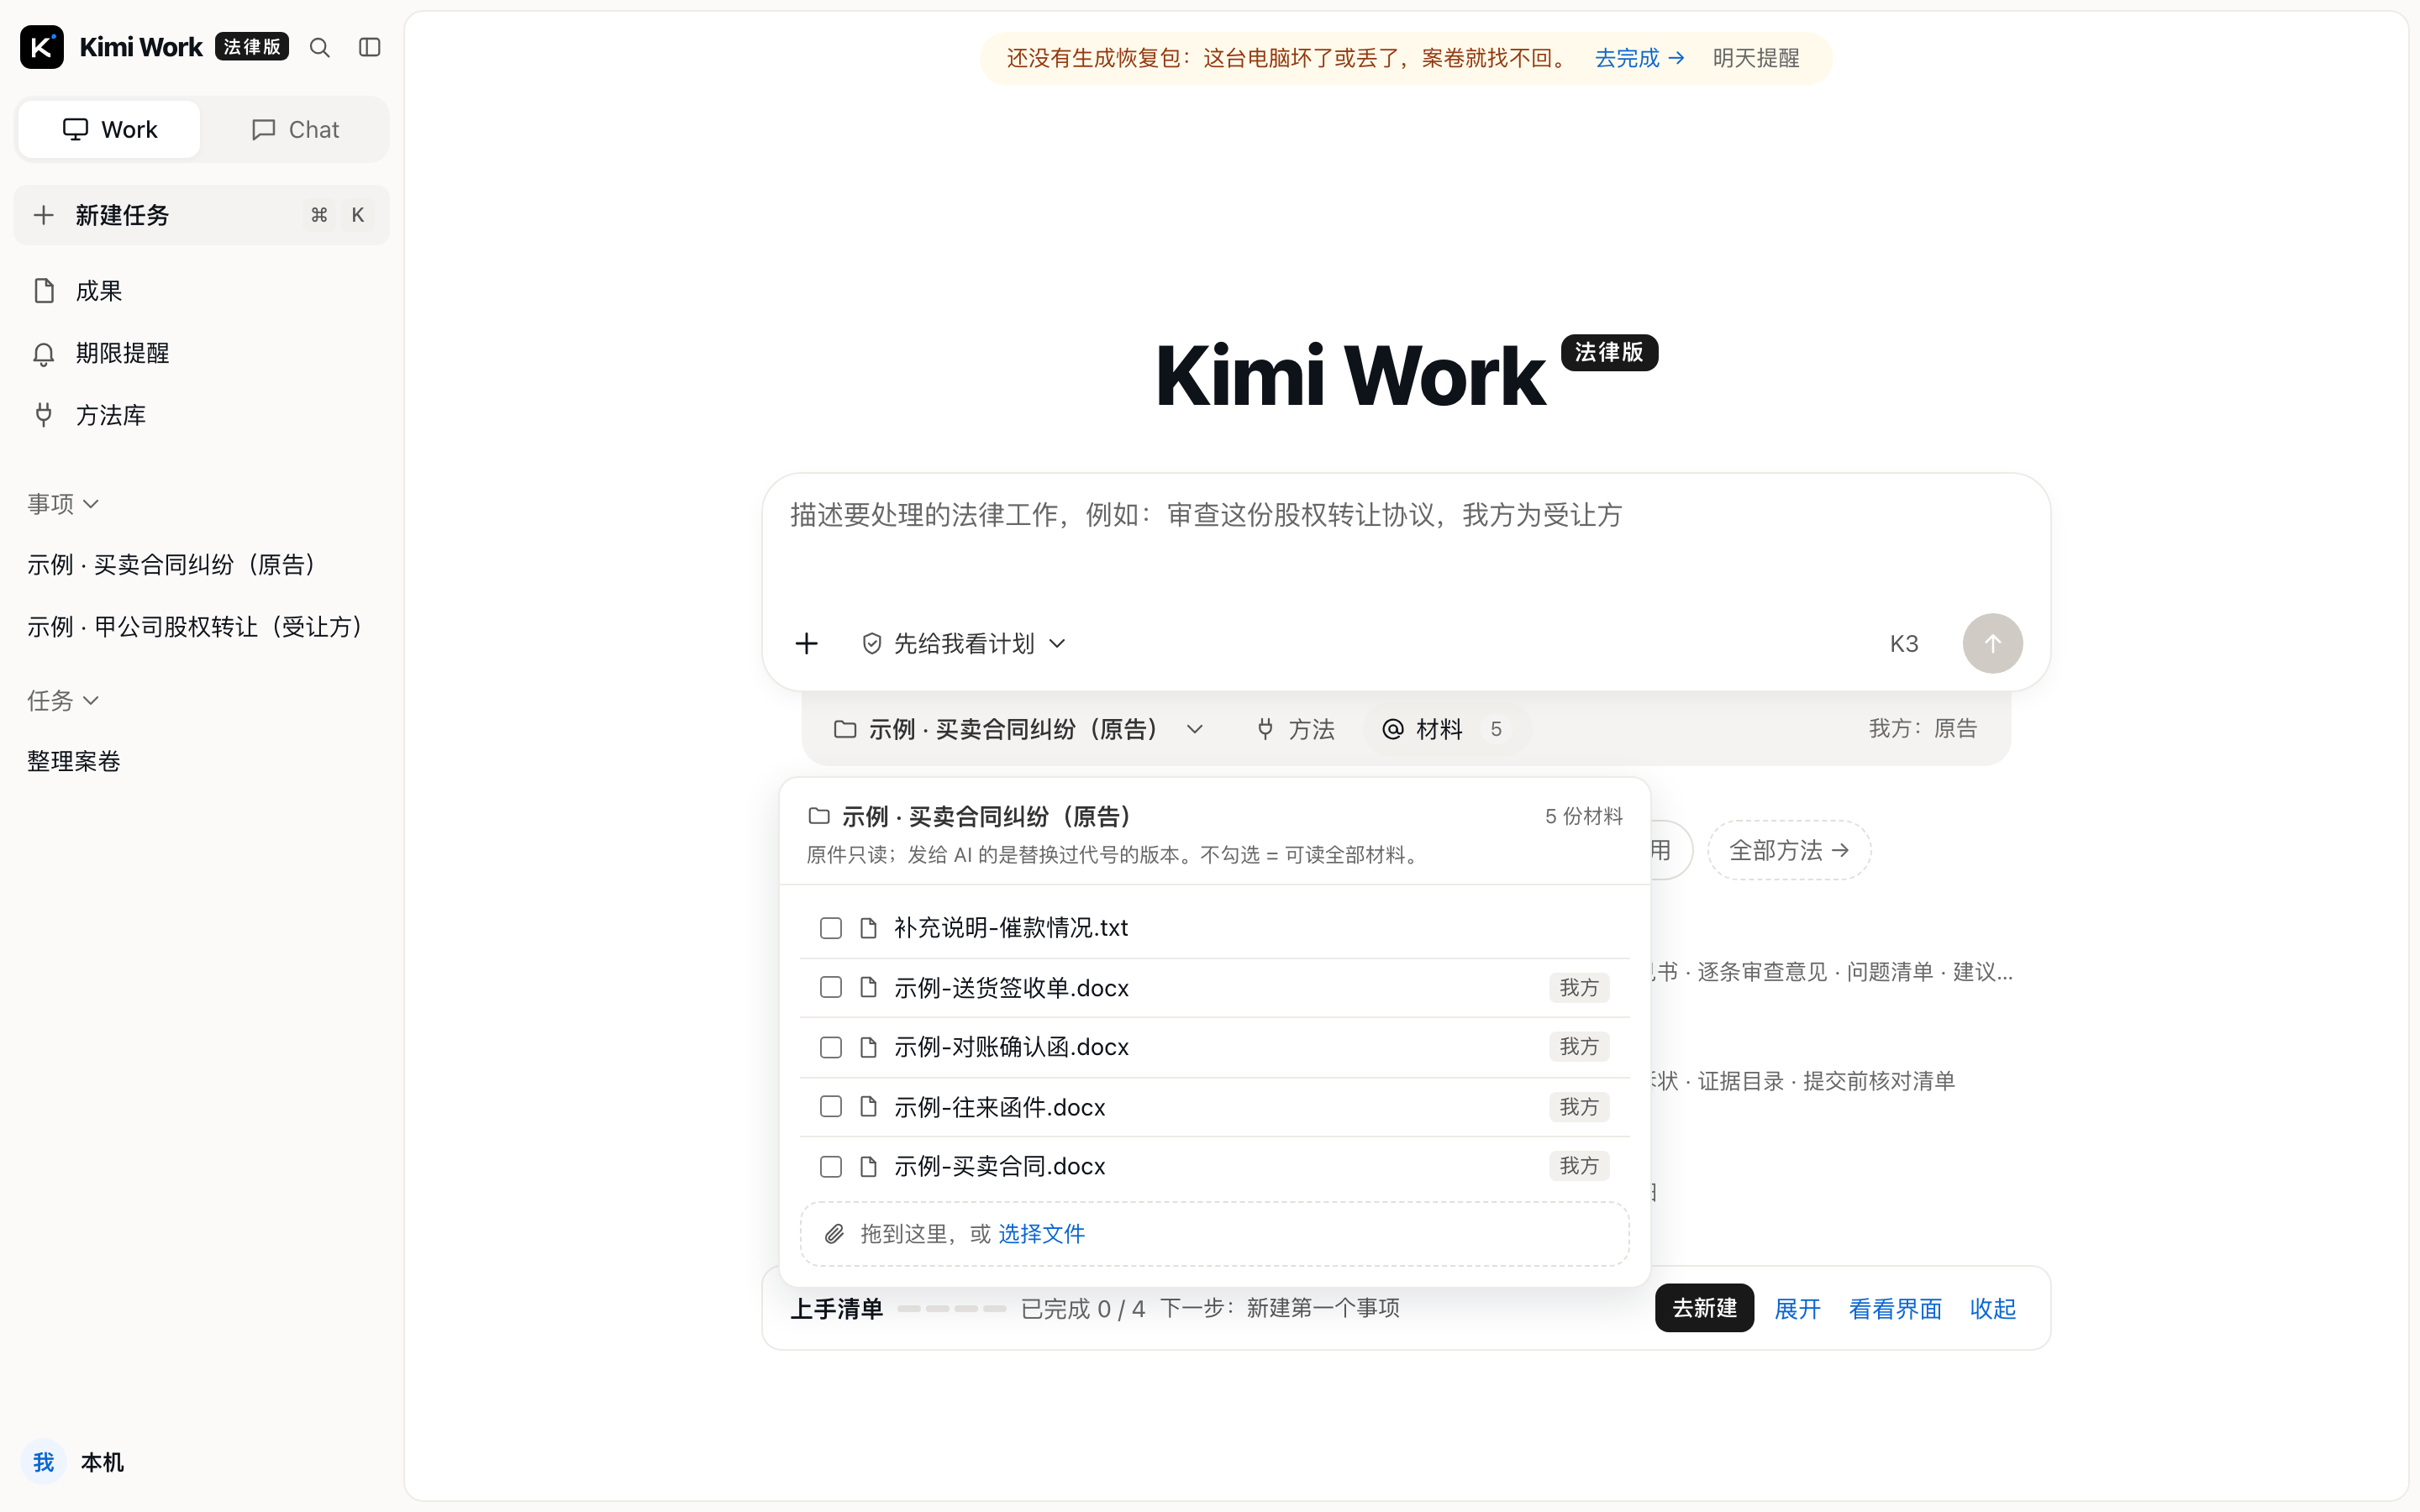 Kimi Work 法律版
Work
Chat
新建任务 ⌘ K
成果
期限提醒
方法库
事项
示例 · 买卖合同纠纷（原告）
示例 · 甲公司股权转让（受让方）
任务
整理案卷
我 本机
还没有生成恢复包：这台电脑坏了或丢了，案卷就找不回。 去完成 → 明天提醒
Kimi Work 法律版
描述要处理的法律工作，例如：审查这份股权转让协议，我方为受让方
先给我看计划
K3
示例 · 买卖合同纠纷（原告） 方法 @ 材料 5 我方：原告
示例 · 买卖合同纠纷（原告） 5 份材料
原件只读；发给 AI 的是替换过代号的版本。不勾选 = 可读全部材料。
补充说明-催款情况.txt
示例-送货签收单.docx 我方
示例-对账确认函.docx 我方
示例-往来函件.docx 我方
示例-买卖合同.docx 我方
拖到这里，或 选择文件
用 全部方法 →
书 · 逐条审查意见 · 问题清单 · 建议...
状 · 证据目录 · 提交前核对清单
上手清单 已完成 0 / 4 下一步：新建第一个事项 去新建 展开 看看界面 收起